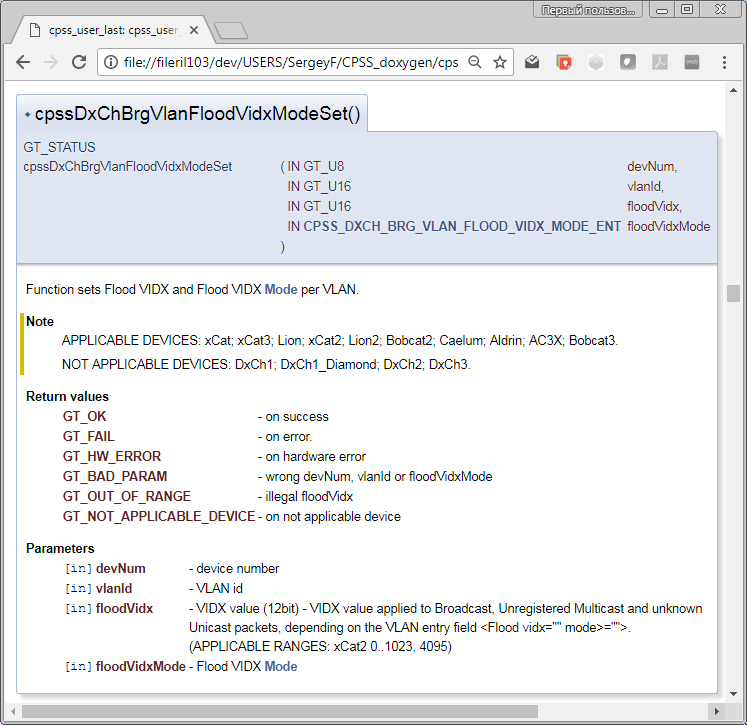 Первый пользов...
cpss_user_last: cpss_user_
file://fileril103/dev/USERS/SergeyF/CPSS_doxygen/cps
cpssDxChBrgVlanFloodVidxModeSet()
GT_STATUS
cpssDxChBrgVlanFloodVidxModeSet ( IN GT_U8 devNum,
IN GT_U16 vlanId,
IN GT_U16 floodVidx,
IN CPSS_DXCH_BRG_VLAN_FLOOD_VIDX_MODE_ENT floodVidxMode
)
Function sets Flood VIDX and Flood VIDX Mode per VLAN.
Note
APPLICABLE DEVICES: xCat; xCat3; Lion; xCat2; Lion2; Bobcat2; Caelum; Aldrin; AC3X; Bobcat3.
NOT APPLICABLE DEVICES: DxCh1; DxCh1_Diamond; DxCh2; DxCh3.
Return values
GT_OK - on success
GT_FAIL - on error.
GT_HW_ERROR - on hardware error
GT_BAD_PARAM - wrong devNum, vlanId or floodVidxMode
GT_OUT_OF_RANGE - illegal floodVidx
GT_NOT_APPLICABLE_DEVICE - on not applicable device
Parameters
[in] devNum - device number
[in] vlanId - VLAN id
[in] floodVidx - VIDX value (12bit) - VIDX value applied to Broadcast, Unregistered Multicast and unknown
Unicast packets, depending on the VLAN entry field <Flood vidx="" mode>="">.
(APPLICABLE RANGES: xCat2 0..1023, 4095)
[in] floodVidxMode - Flood VIDX Mode